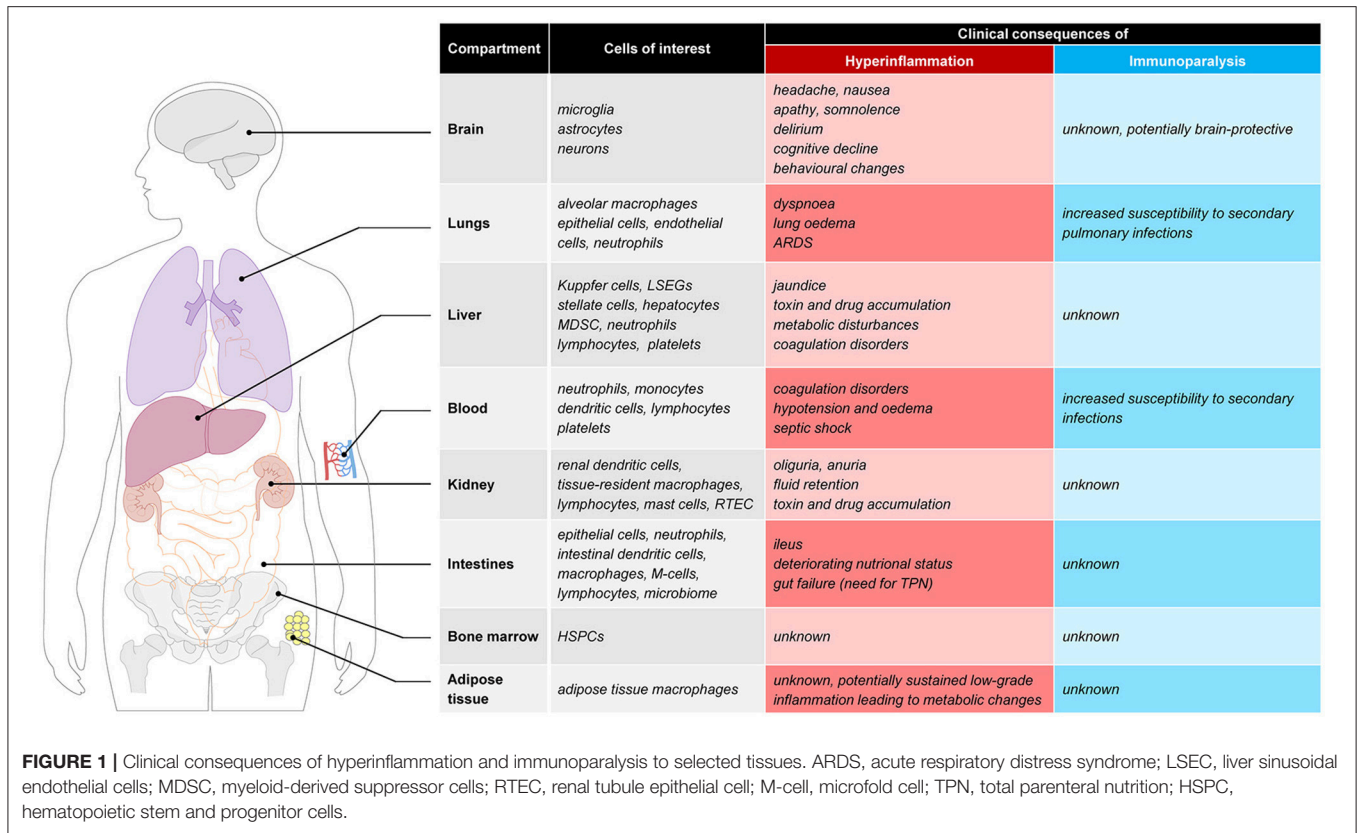 Compartment
Cells of interest
Clinical consequences of
Hyperinflammation
Immunoparalysis
Brain
microglia
astrocytes
neurons
headache, nausea
apathy, somnolence
delirium
cognitive decline
behavioural changes
unknown, potentially brain-protective
Lungs
alveolar macrophages
epithelial cells, endothelial
cells, neutrophils
dyspnoea
lung oedema
ARDS
increased susceptibility to secondary
pulmonary infections
Liver
Kuppfer cells, LSEGs
stellate cells, hepatocytes
MDSC, neutrophils
lymphocytes, platelets
jaundice
toxin and drug accumulation
metabolic disturbances
coagulation disorders
unknown
Blood
neutrophils, monocytes
dendritic cells, lymphocytes
platelets
coagulation disorders
hypotension and oedema
septic shock
increased susceptibility to secondary
infections
Kidney
renal dendritic cells,
tissue-resident macrophages,
lymphocytes, mast cells, RTEC
oliguria, anuria
fluid retention
toxin and drug accumulation
unknown
Intestines
epithelial cells, neutrophils,
intestinal dendritic cells,
macrophages, M-cells,
lymphocytes, microbiome
ileus
deteriorating nutrional status
gut failure (need for TPN)
unknown
Bone marrow
HSPCs
unknown
unknown
Adipose
tissue
adipose tissue macrophages
unknown, potentially sustained low-grade
inflammation leading to metabolic changes
unknown
FIGURE 1 | Clinical consequences of hyperinflammation and immunoparalysis to selected tissues. ARDS, acute respiratory distress syndrome; LSEC, liver sinusoidal
endothelial cells; MDSC, myeloid-derived suppressor cells; RTEC, renal tubule epithelial cell; M-cell, microfold cell; TPN, total parenteral nutrition; HSPC,
hematopoietic stem and progenitor cells.